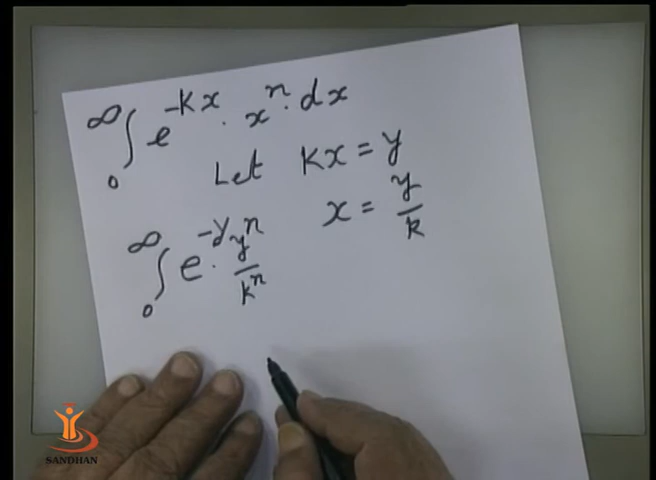 ∞∫0 e^-Kx · x^n · dx
Let Kx = y
x = y/k
∞∫0 e^-y · y^n/k^n
SANDHAN